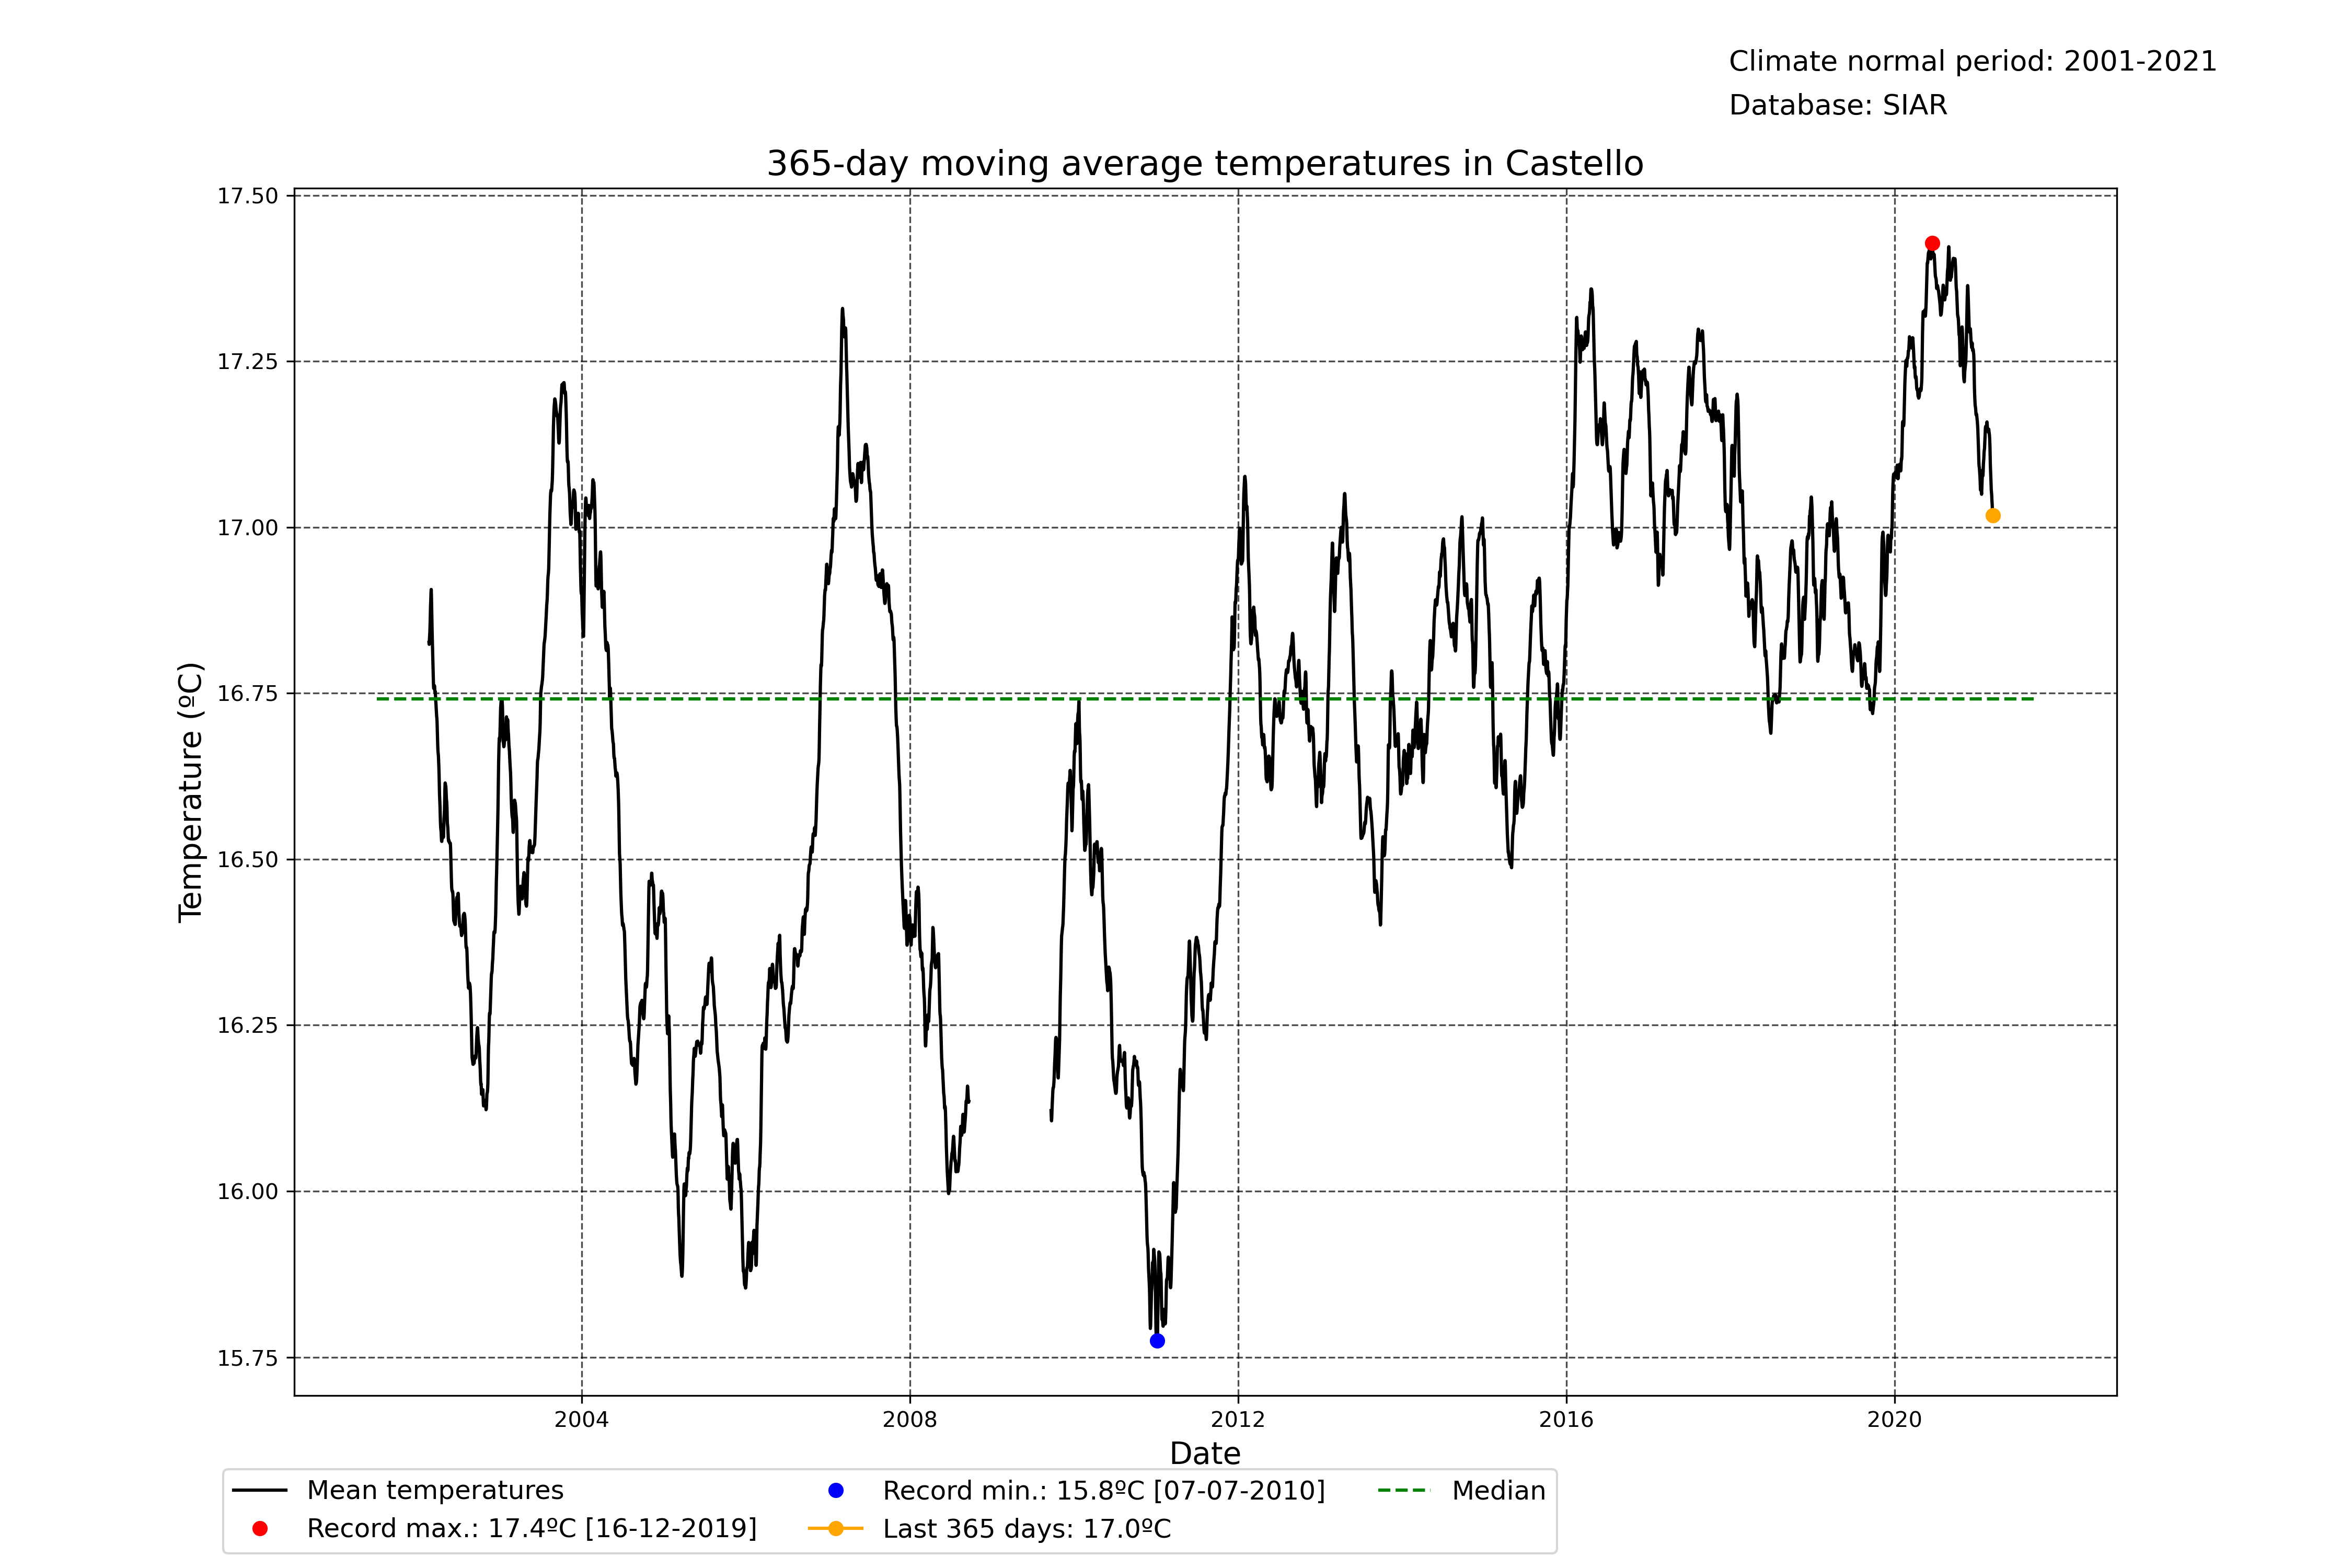 Climate normal period: 2001-2021
Database: SIAR
365-day moving average temperatures in Castello
17.50
17.25
17.00
16.75
16.50
16.25
16.00
15.75
Temperature (ºC)
2004 2008 2012 2016 2020
Date
Mean temperatures
Record max.: 17.4ºC [16-12-2019]
Record min.: 15.8ºC [07-07-2010]
Last 365 days: 17.0ºC
Median